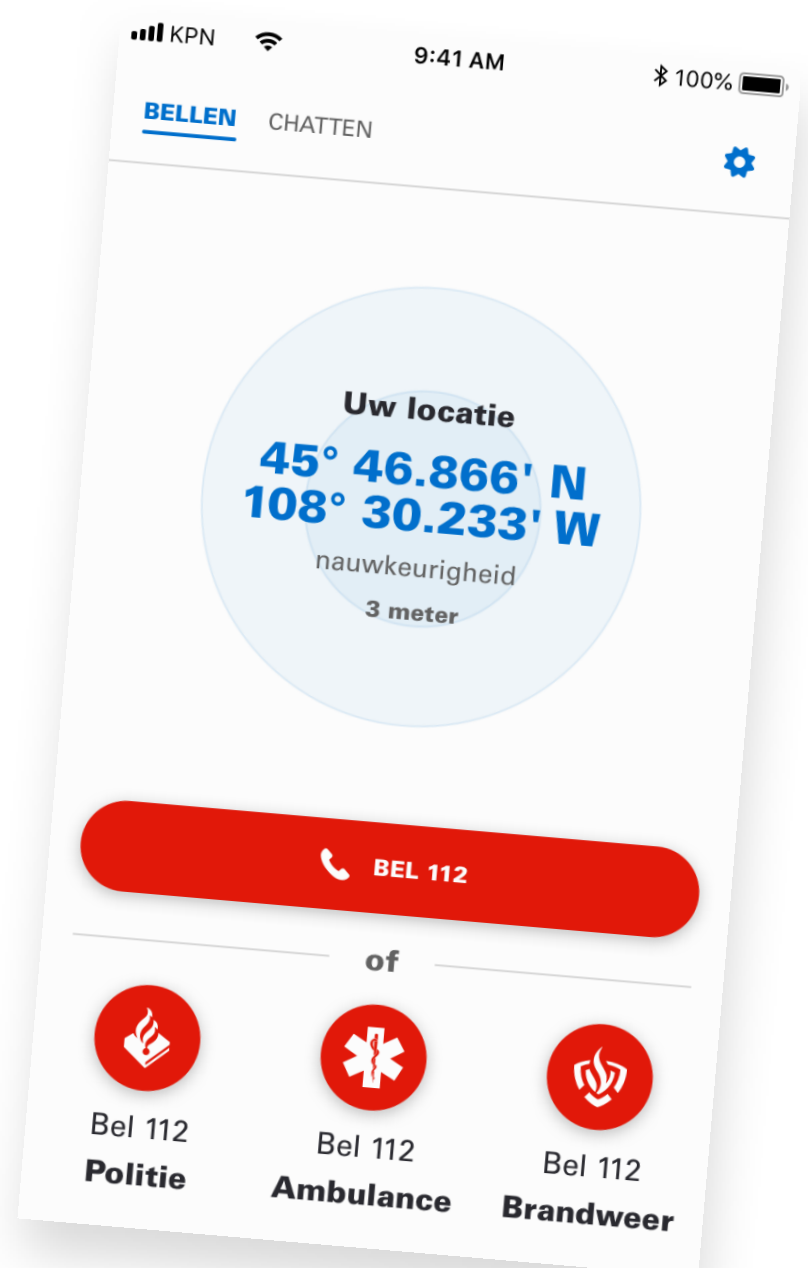 KPN 9:41 AM 100%
BELLEN CHATTEN
Uw locatie
45° 46.866' N
108° 30.233' W
nauwkeurigheid
3 meter
BEL 112
of
Bel 112 Bel 112 Bel 112
Politie Ambulance Brandweer